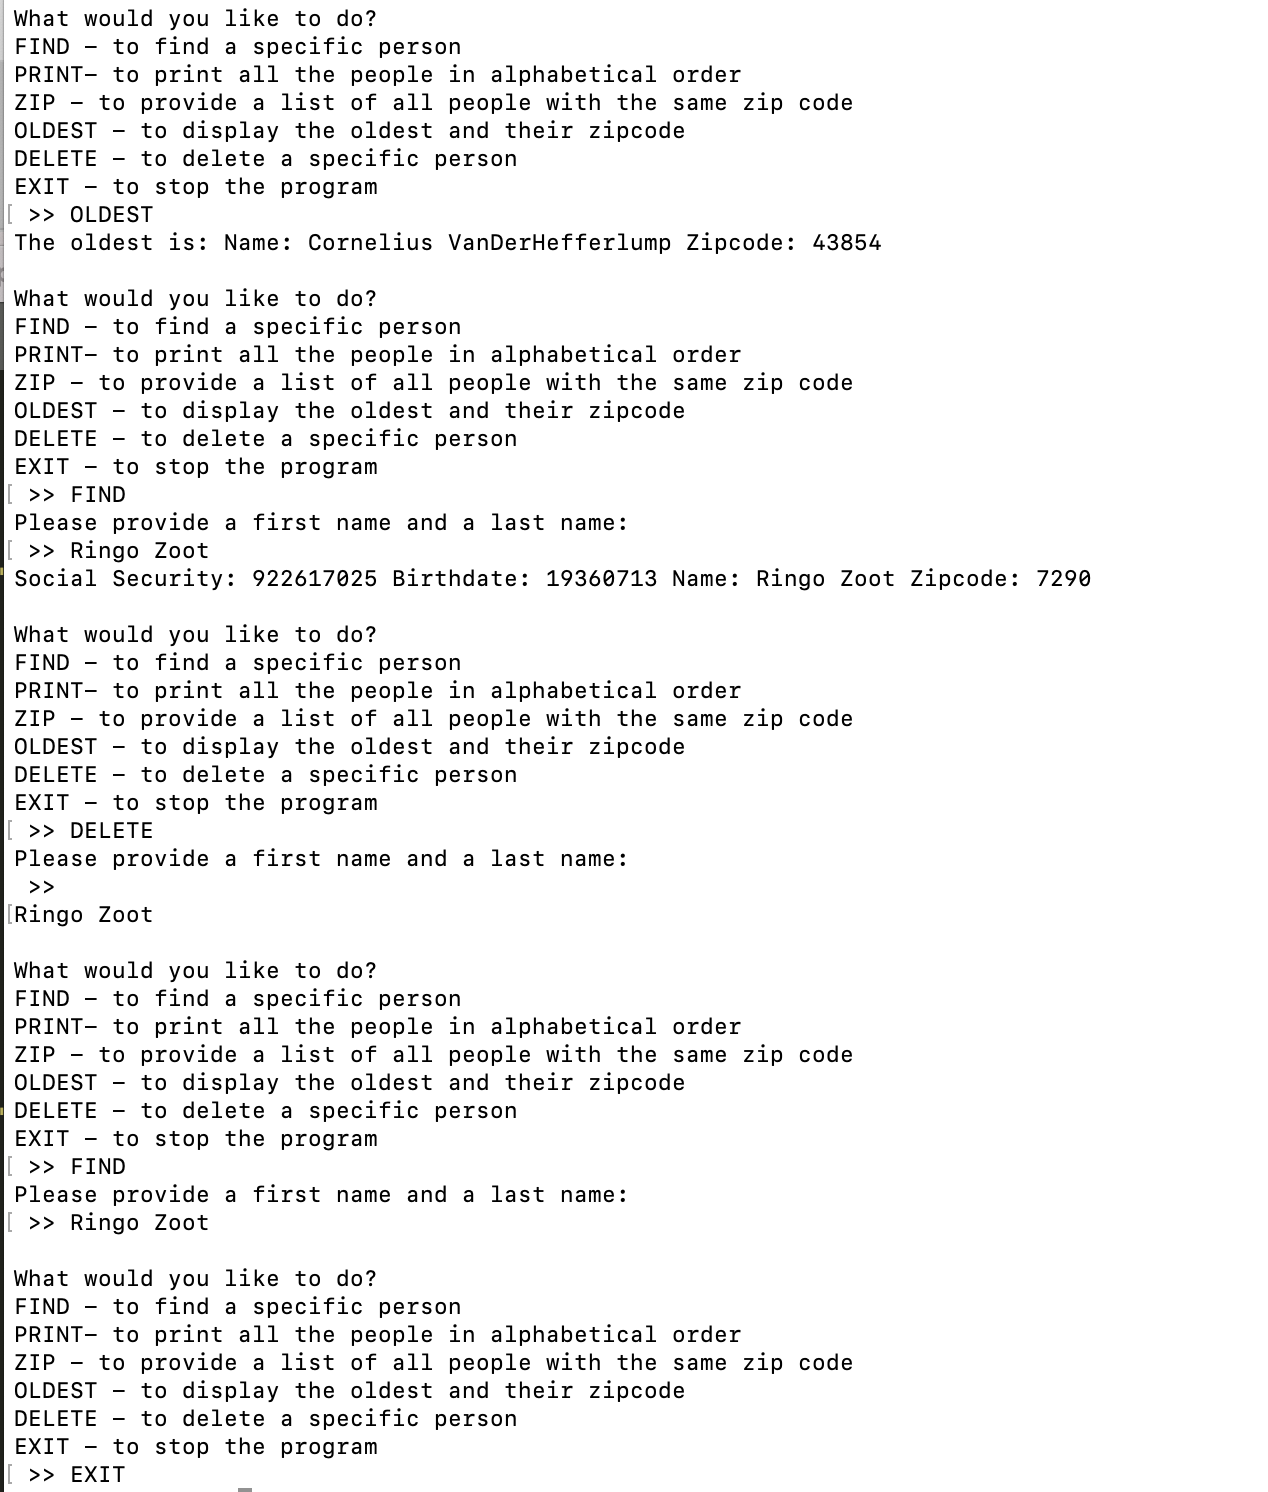 What would you like to do?
FIND – to find a specific person
PRINT– to print all the people in alphabetical order
ZIP – to provide a list of all people with the same zip code
OLDEST – to display the oldest and their zipcode
DELETE – to delete a specific person
EXIT – to stop the program
[ >> OLDEST
The oldest is: Name: Cornelius VanDerHefferlump Zipcode: 43854
What would you like to do?
FIND – to find a specific person
PRINT– to print all the people in alphabetical order
ZIP – to provide a list of all people with the same zip code
OLDEST – to display the oldest and their zipcode
DELETE – to delete a specific person
EXIT – to stop the program
[ >> FIND
Please provide a first name and a last name:
[ >> Ringo Zoot
Social Security: 922617025 Birthdate: 19360713 Name: Ringo Zoot Zipcode: 7290
What would you like to do?
FIND – to find a specific person
PRINT– to print all the people in alphabetical order
ZIP – to provide a list of all people with the same zip code
OLDEST – to display the oldest and their zipcode
DELETE – to delete a specific person
EXIT – to stop the program
[ >> DELETE
Please provide a first name and a last name:
>>
[Ringo Zoot
What would you like to do?
FIND – to find a specific person
PRINT– to print all the people in alphabetical order
ZIP – to provide a list of all people with the same zip code
OLDEST – to display the oldest and their zipcode
DELETE – to delete a specific person
EXIT – to stop the program
[ >> FIND
Please provide a first name and a last name:
[ >> Ringo Zoot
What would you like to do?
FIND – to find a specific person
PRINT– to print all the people in alphabetical order
ZIP – to provide a list of all people with the same zip code
OLDEST – to display the oldest and their zipcode
DELETE – to delete a specific person
EXIT – to stop the program
[ >> EXIT